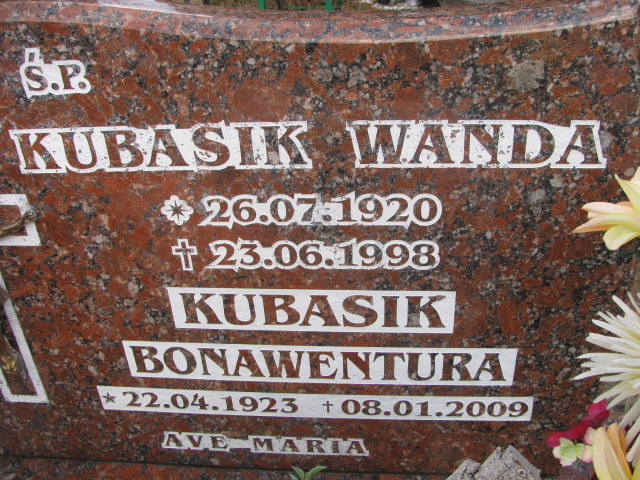 Ś.P.
KUBASIK WANDA
26.07.1920
23.06.1998
KUBASIK
BONAWENTURA
* 22.04.1923 † 08.01.2009
AVE MARIA